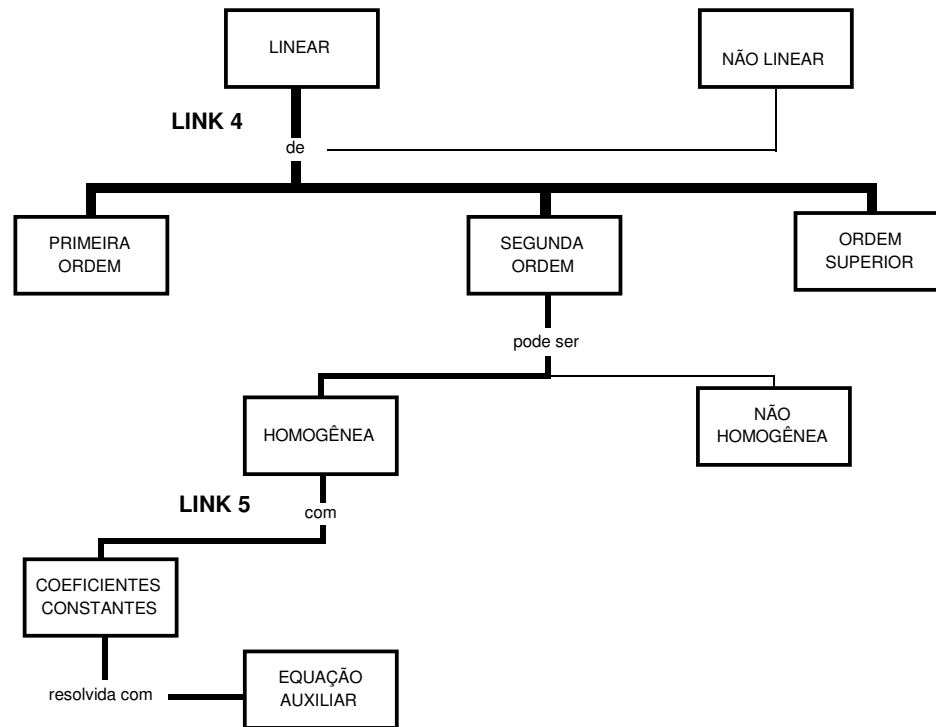 LINEAR
NÃO LINEAR
LINK 4
de
PRIMEIRA
ORDEM
SEGUNDA
ORDEM
ORDEM
SUPERIOR
pode ser
HOMOGÊNEA
NÃO
HOMOGÊNEA
LINK 5
com
COEFICIENTES
CONSTANTES
resolvida com
EQUAÇÃO
AUXILIAR